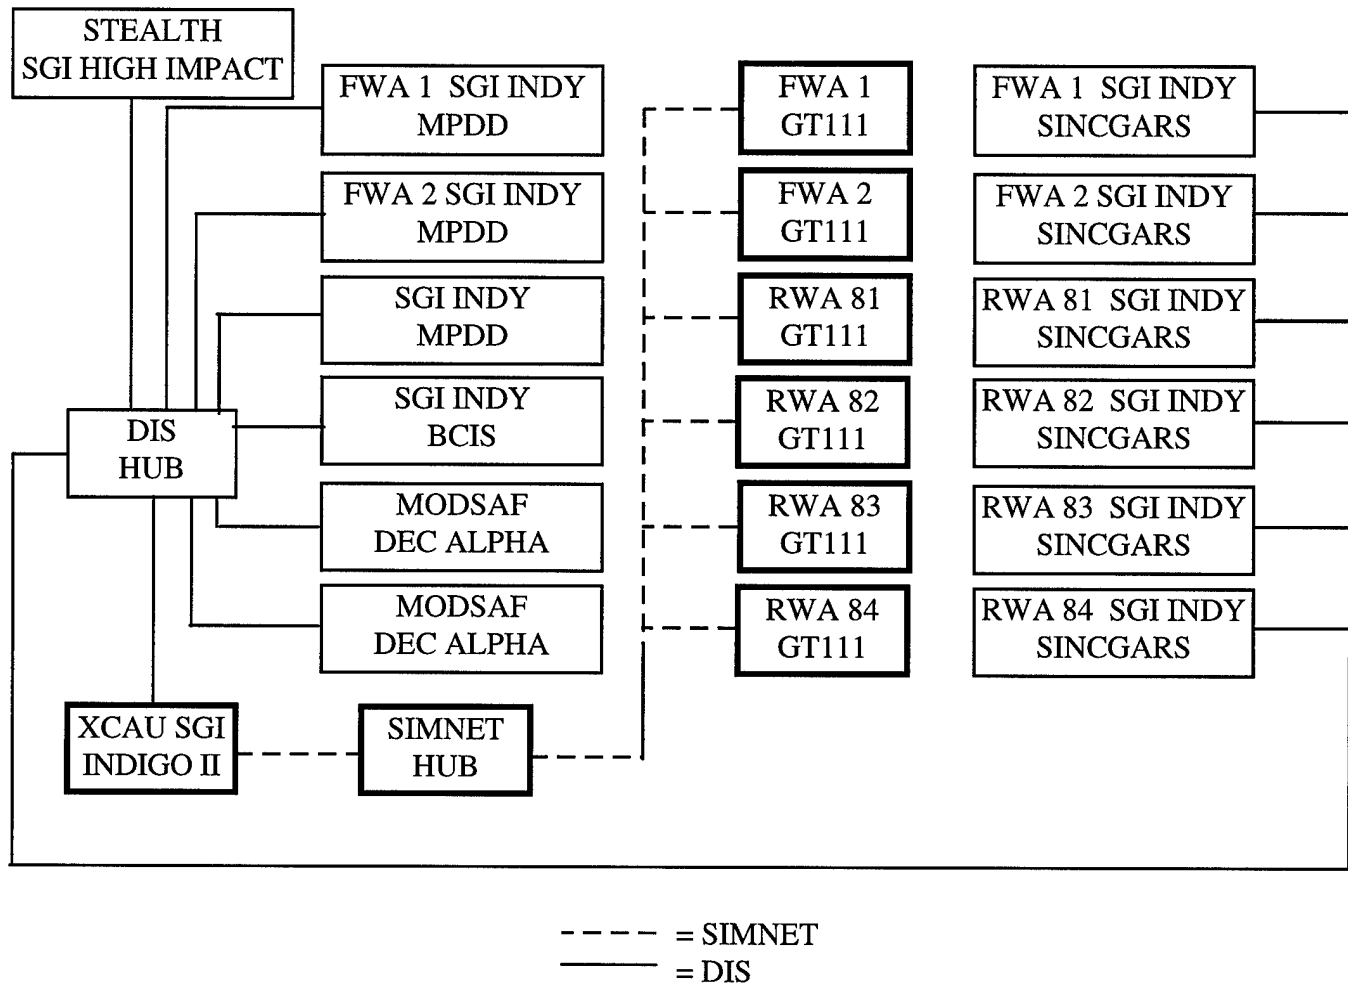 STEALTH
SGI HIGH IMPACT
FWA 1 SGI INDY
MPDD
FWA 2 SGI INDY
MPDD
SGI INDY
MPDD
SGI INDY
BCIS
MODSAF
DEC ALPHA
MODSAF
DEC ALPHA
DIS
HUB
XCAU SGI
INDIGO II
SIMNET
HUB
FWA 1
GT111
FWA 2
GT111
RWA 81
GT111
RWA 82
GT111
RWA 83
GT111
RWA 84
GT111
FWA 1 SGI INDY
SINCGARS
FWA 2 SGI INDY
SINCGARS
RWA 81 SGI INDY
SINCGARS
RWA 82 SGI INDY
SINCGARS
RWA 83 SGI INDY
SINCGARS
RWA 84 SGI INDY
SINCGARS
= SIMNET
= DIS